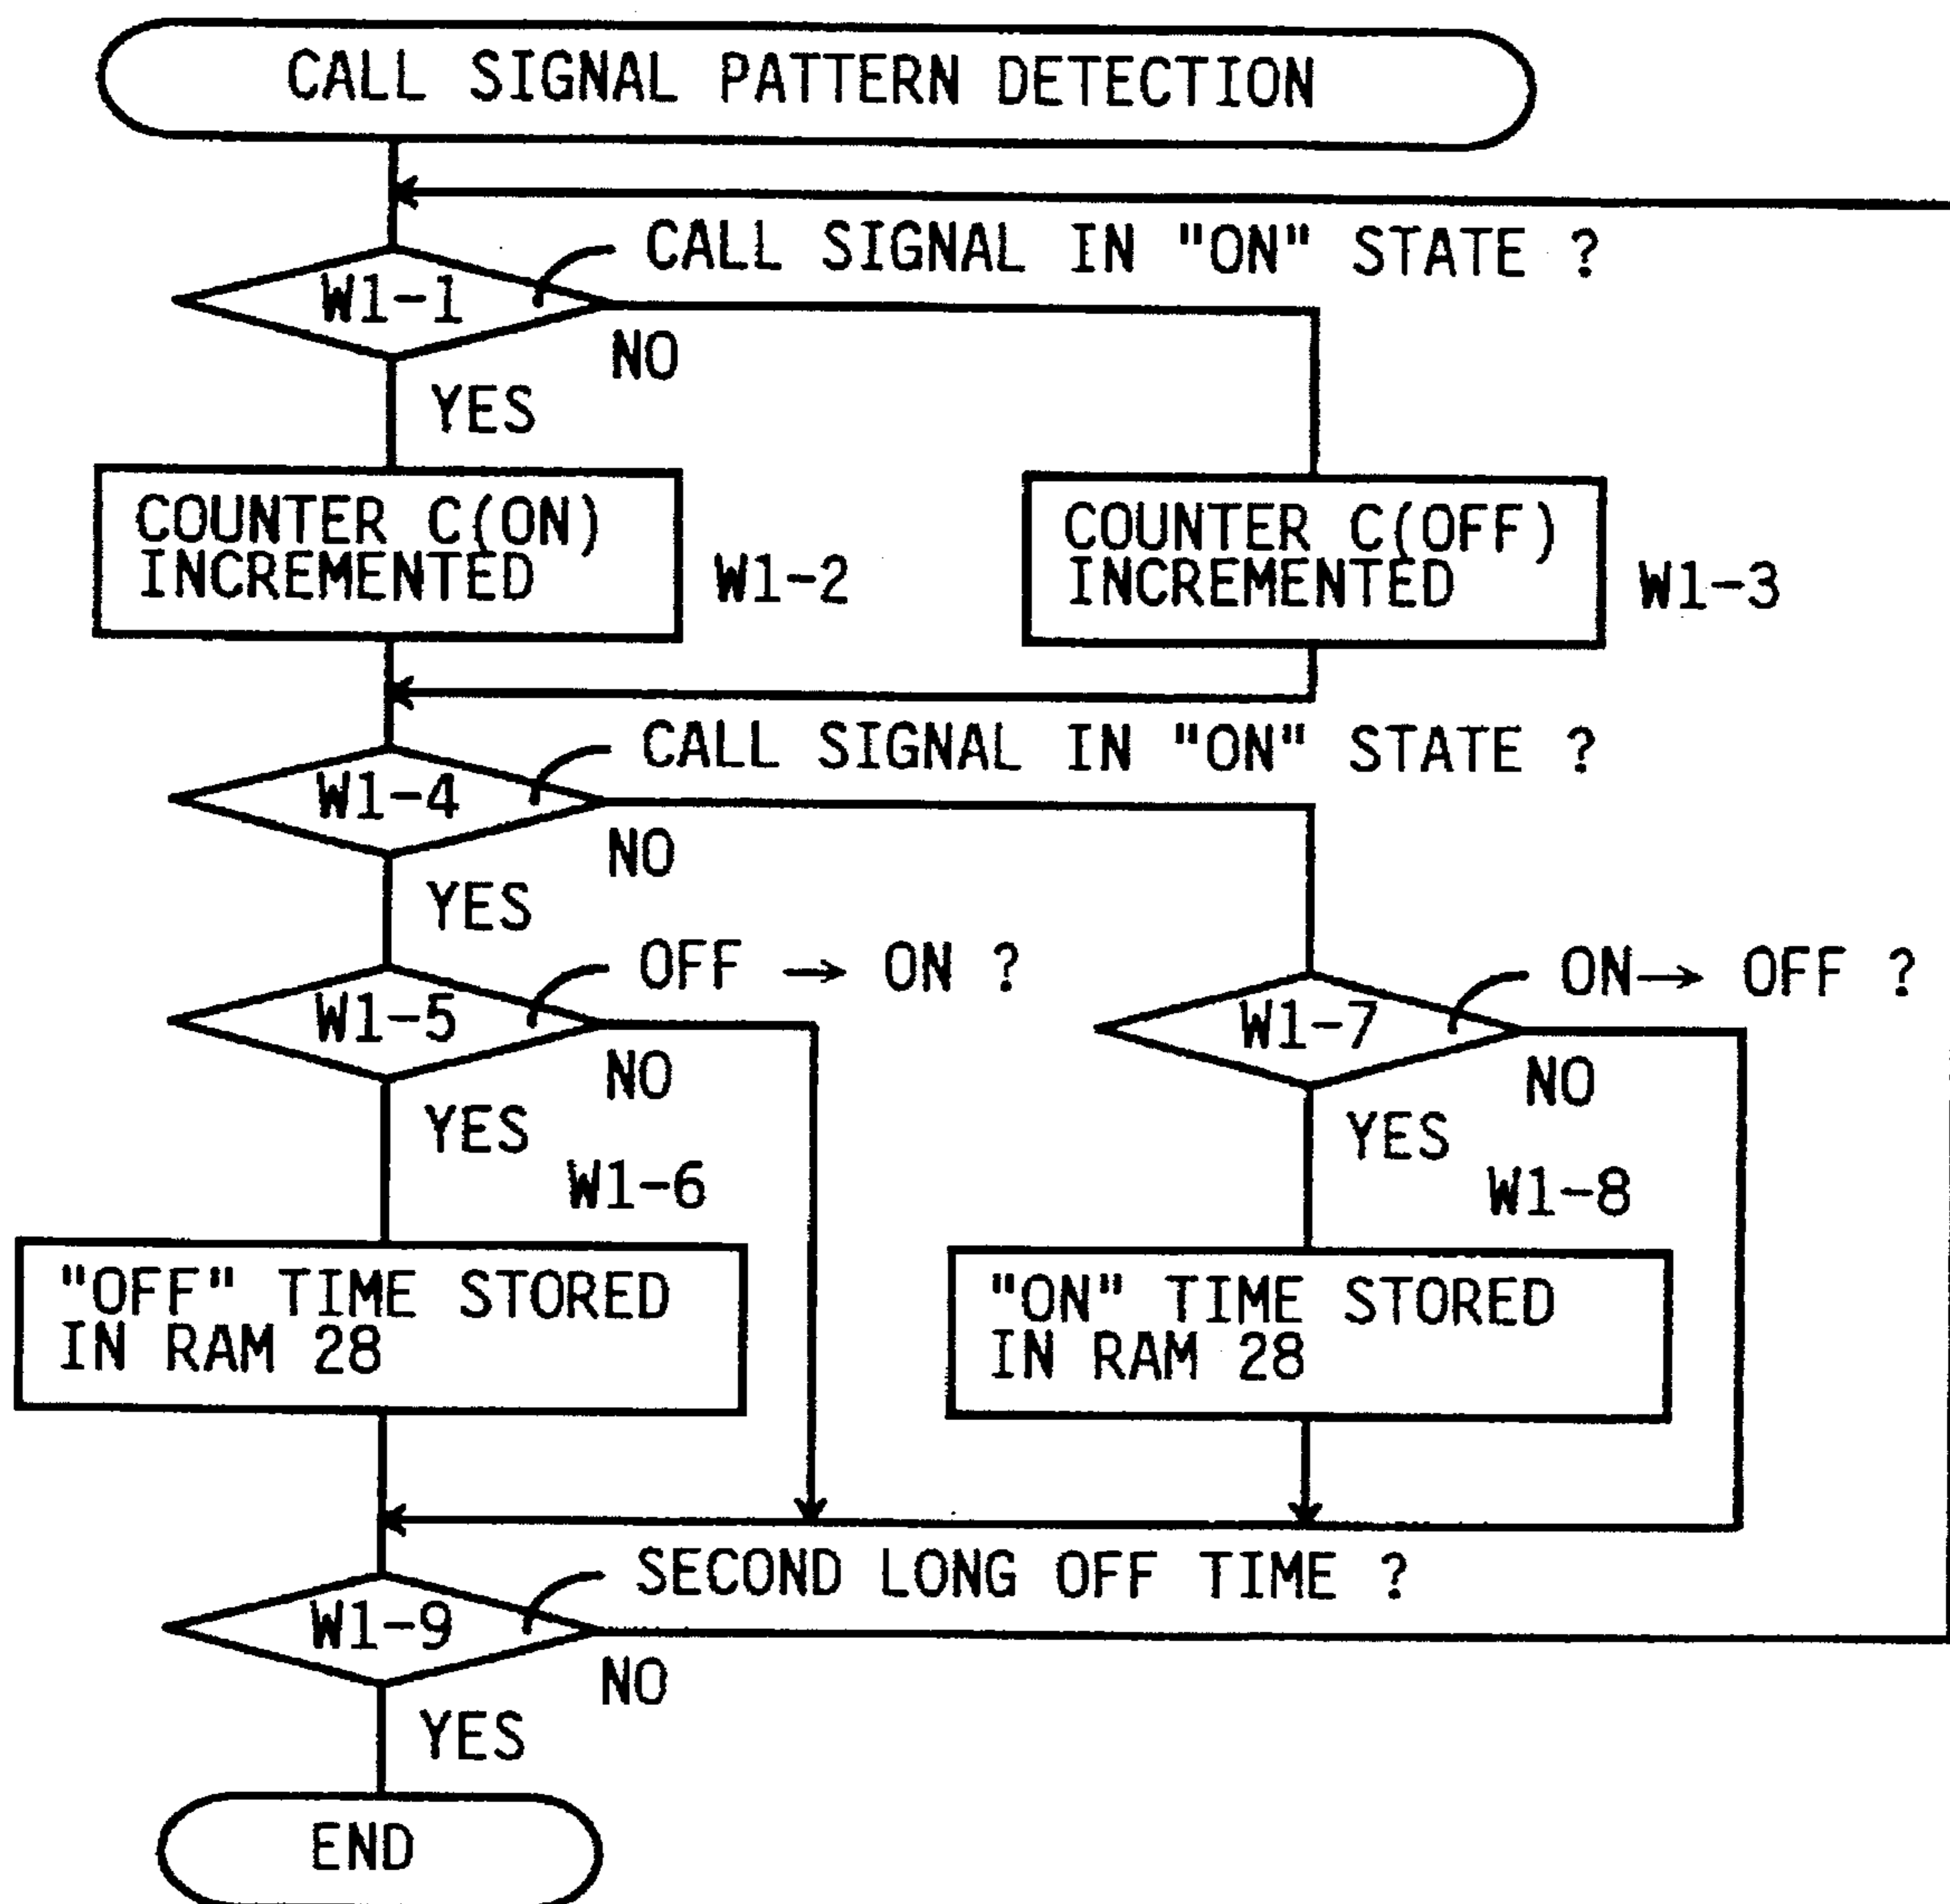 CALL SIGNAL PATTERN DETECTION
CALL SIGNAL IN "ON" STATE ?
W1-1
NO
YES
COUNTER C(ON)
INCREMENTED
W1-2
COUNTER C(OFF)
INCREMENTED
W1-3
CALL SIGNAL IN "ON" STATE ?
W1-4
NO
YES
OFF → ON ?
W1-5
NO
YES
W1-6
ON→ OFF ?
W1-7
NO
YES
W1-8
"OFF" TIME STORED
IN RAM 28
"ON" TIME STORED
IN RAM 28
SECOND LONG OFF TIME ?
W1-9
NO
YES
END